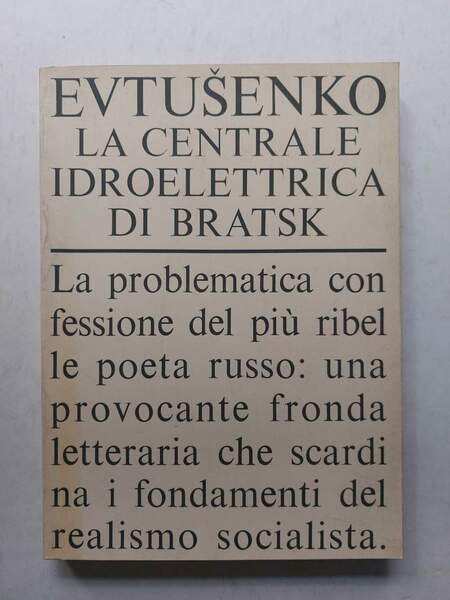 EVTUŠENKO
LA CENTRALE
IDROELETTRICA
DI BRATSK
La problematica con
fessione del più ribel
le poeta russo: una
provocante fronda
letteraria che scardi
na i fondamenti del
realismo socialista.